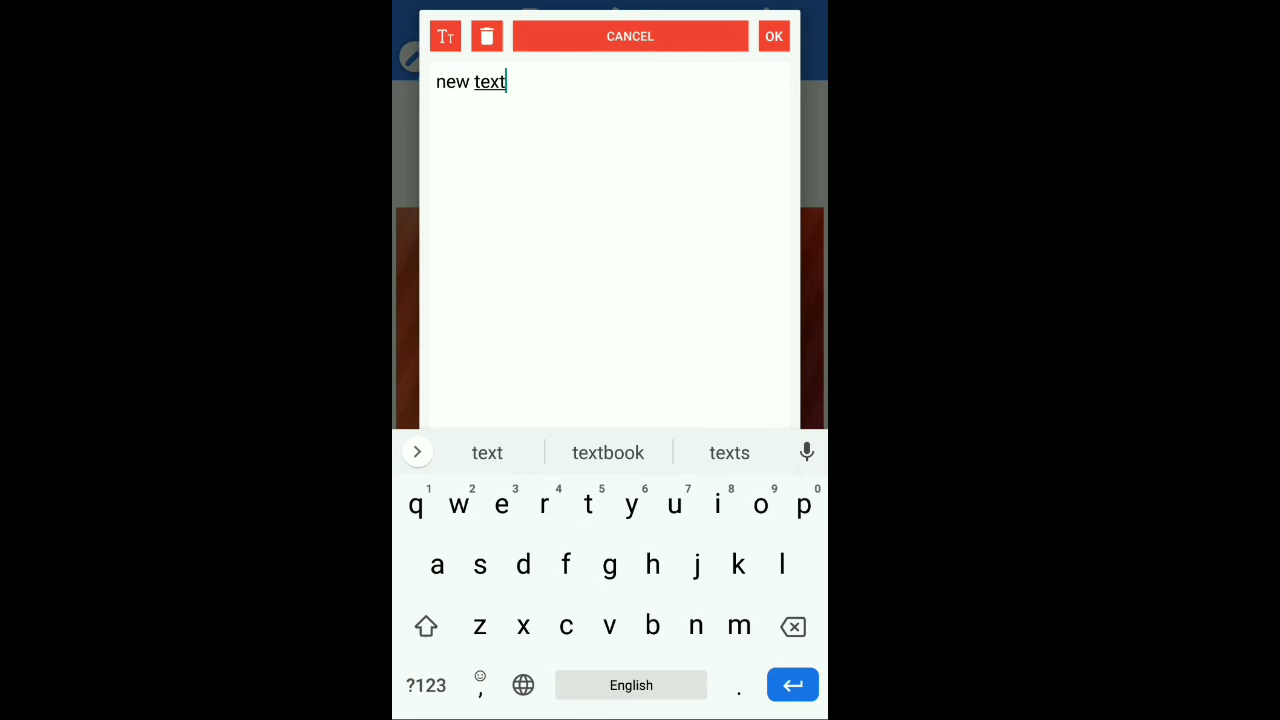 Tт CANCEL OK
new text
text textbook texts
1 2 3 4 5 6 7 8 9 0
q w e r t y u i o p
a s d f g h j k l
z x c v b n m
?123 , English .